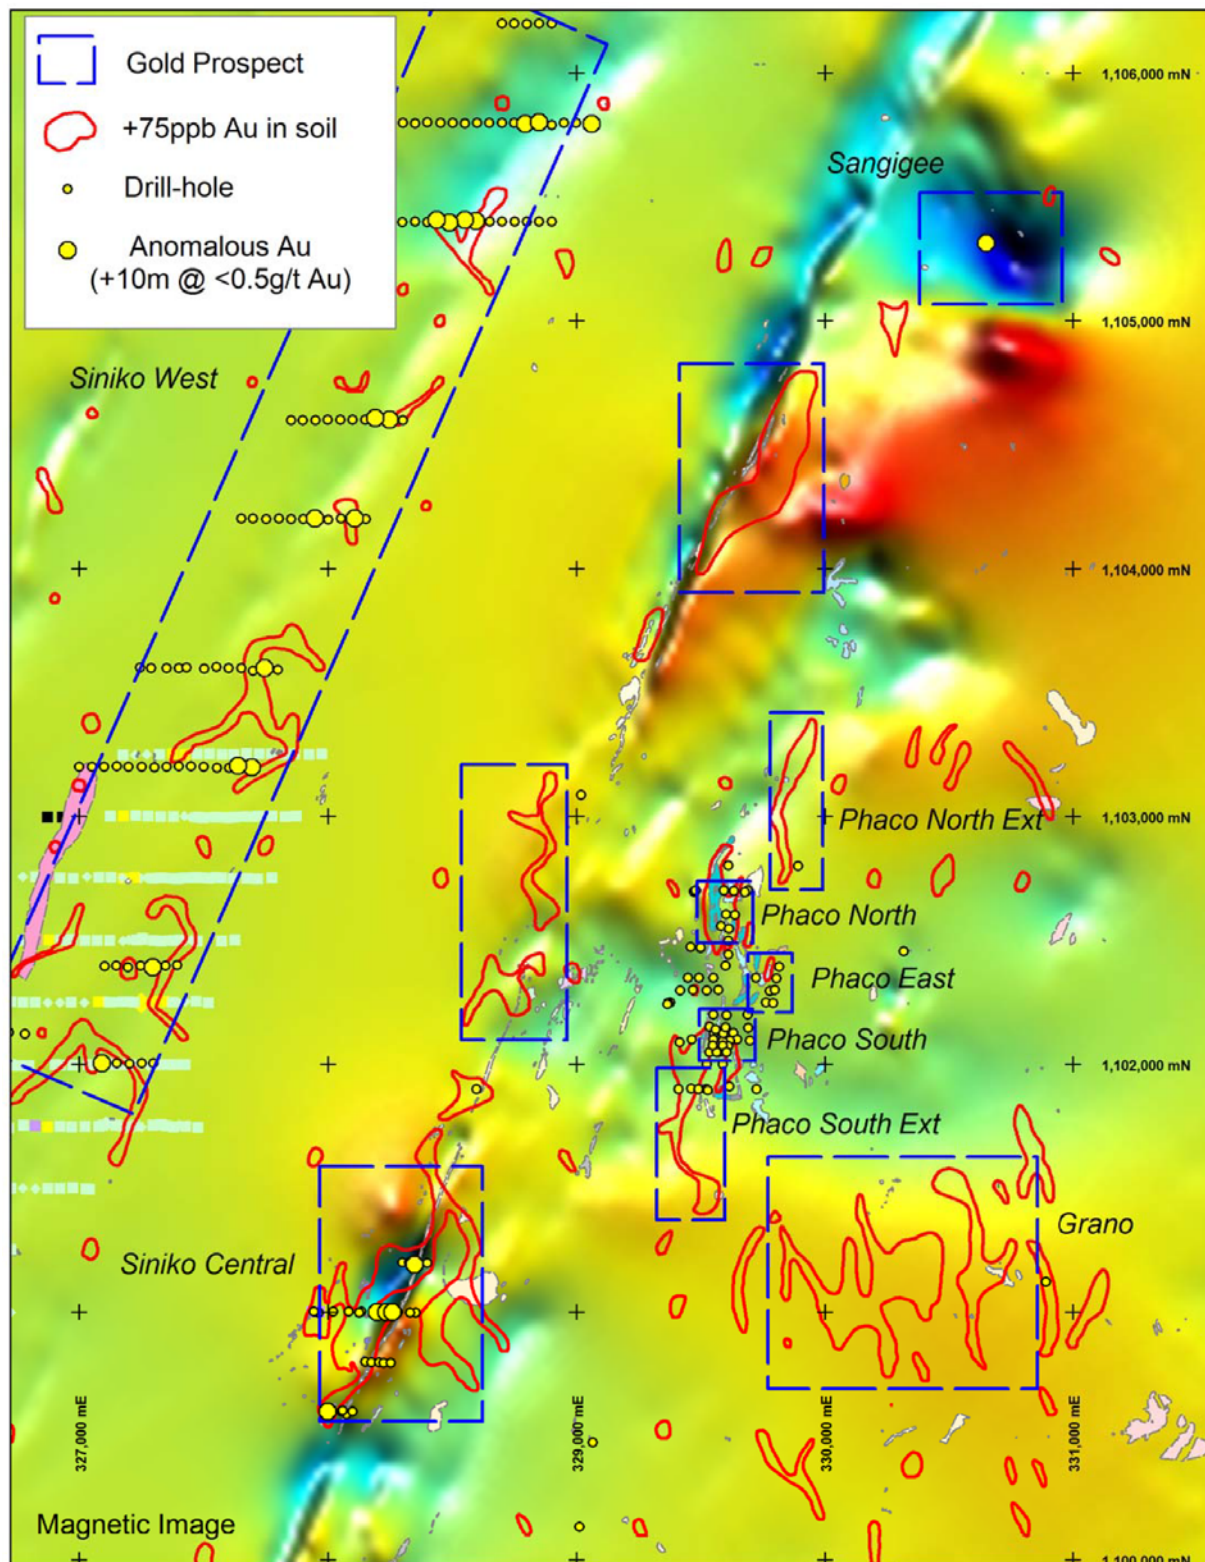 Gold Prospect
+75ppb Au in soil
Drill-hole
Anomalous Au
(+10m @ <0.5g/t Au)
1,106,000 mN
Sangigee
1,105,000 mN
Siniko West
1,104,000 mN
1,103,000 mN
Phaco North Ext
Phaco North
Phaco East
Phaco South
1,102,000 mN
Phaco South Ext
Grano
Siniko Central
327,000 mE
329,000 mE
330,000 mE
331,000 mE
Magnetic Image
1,100,000 mN